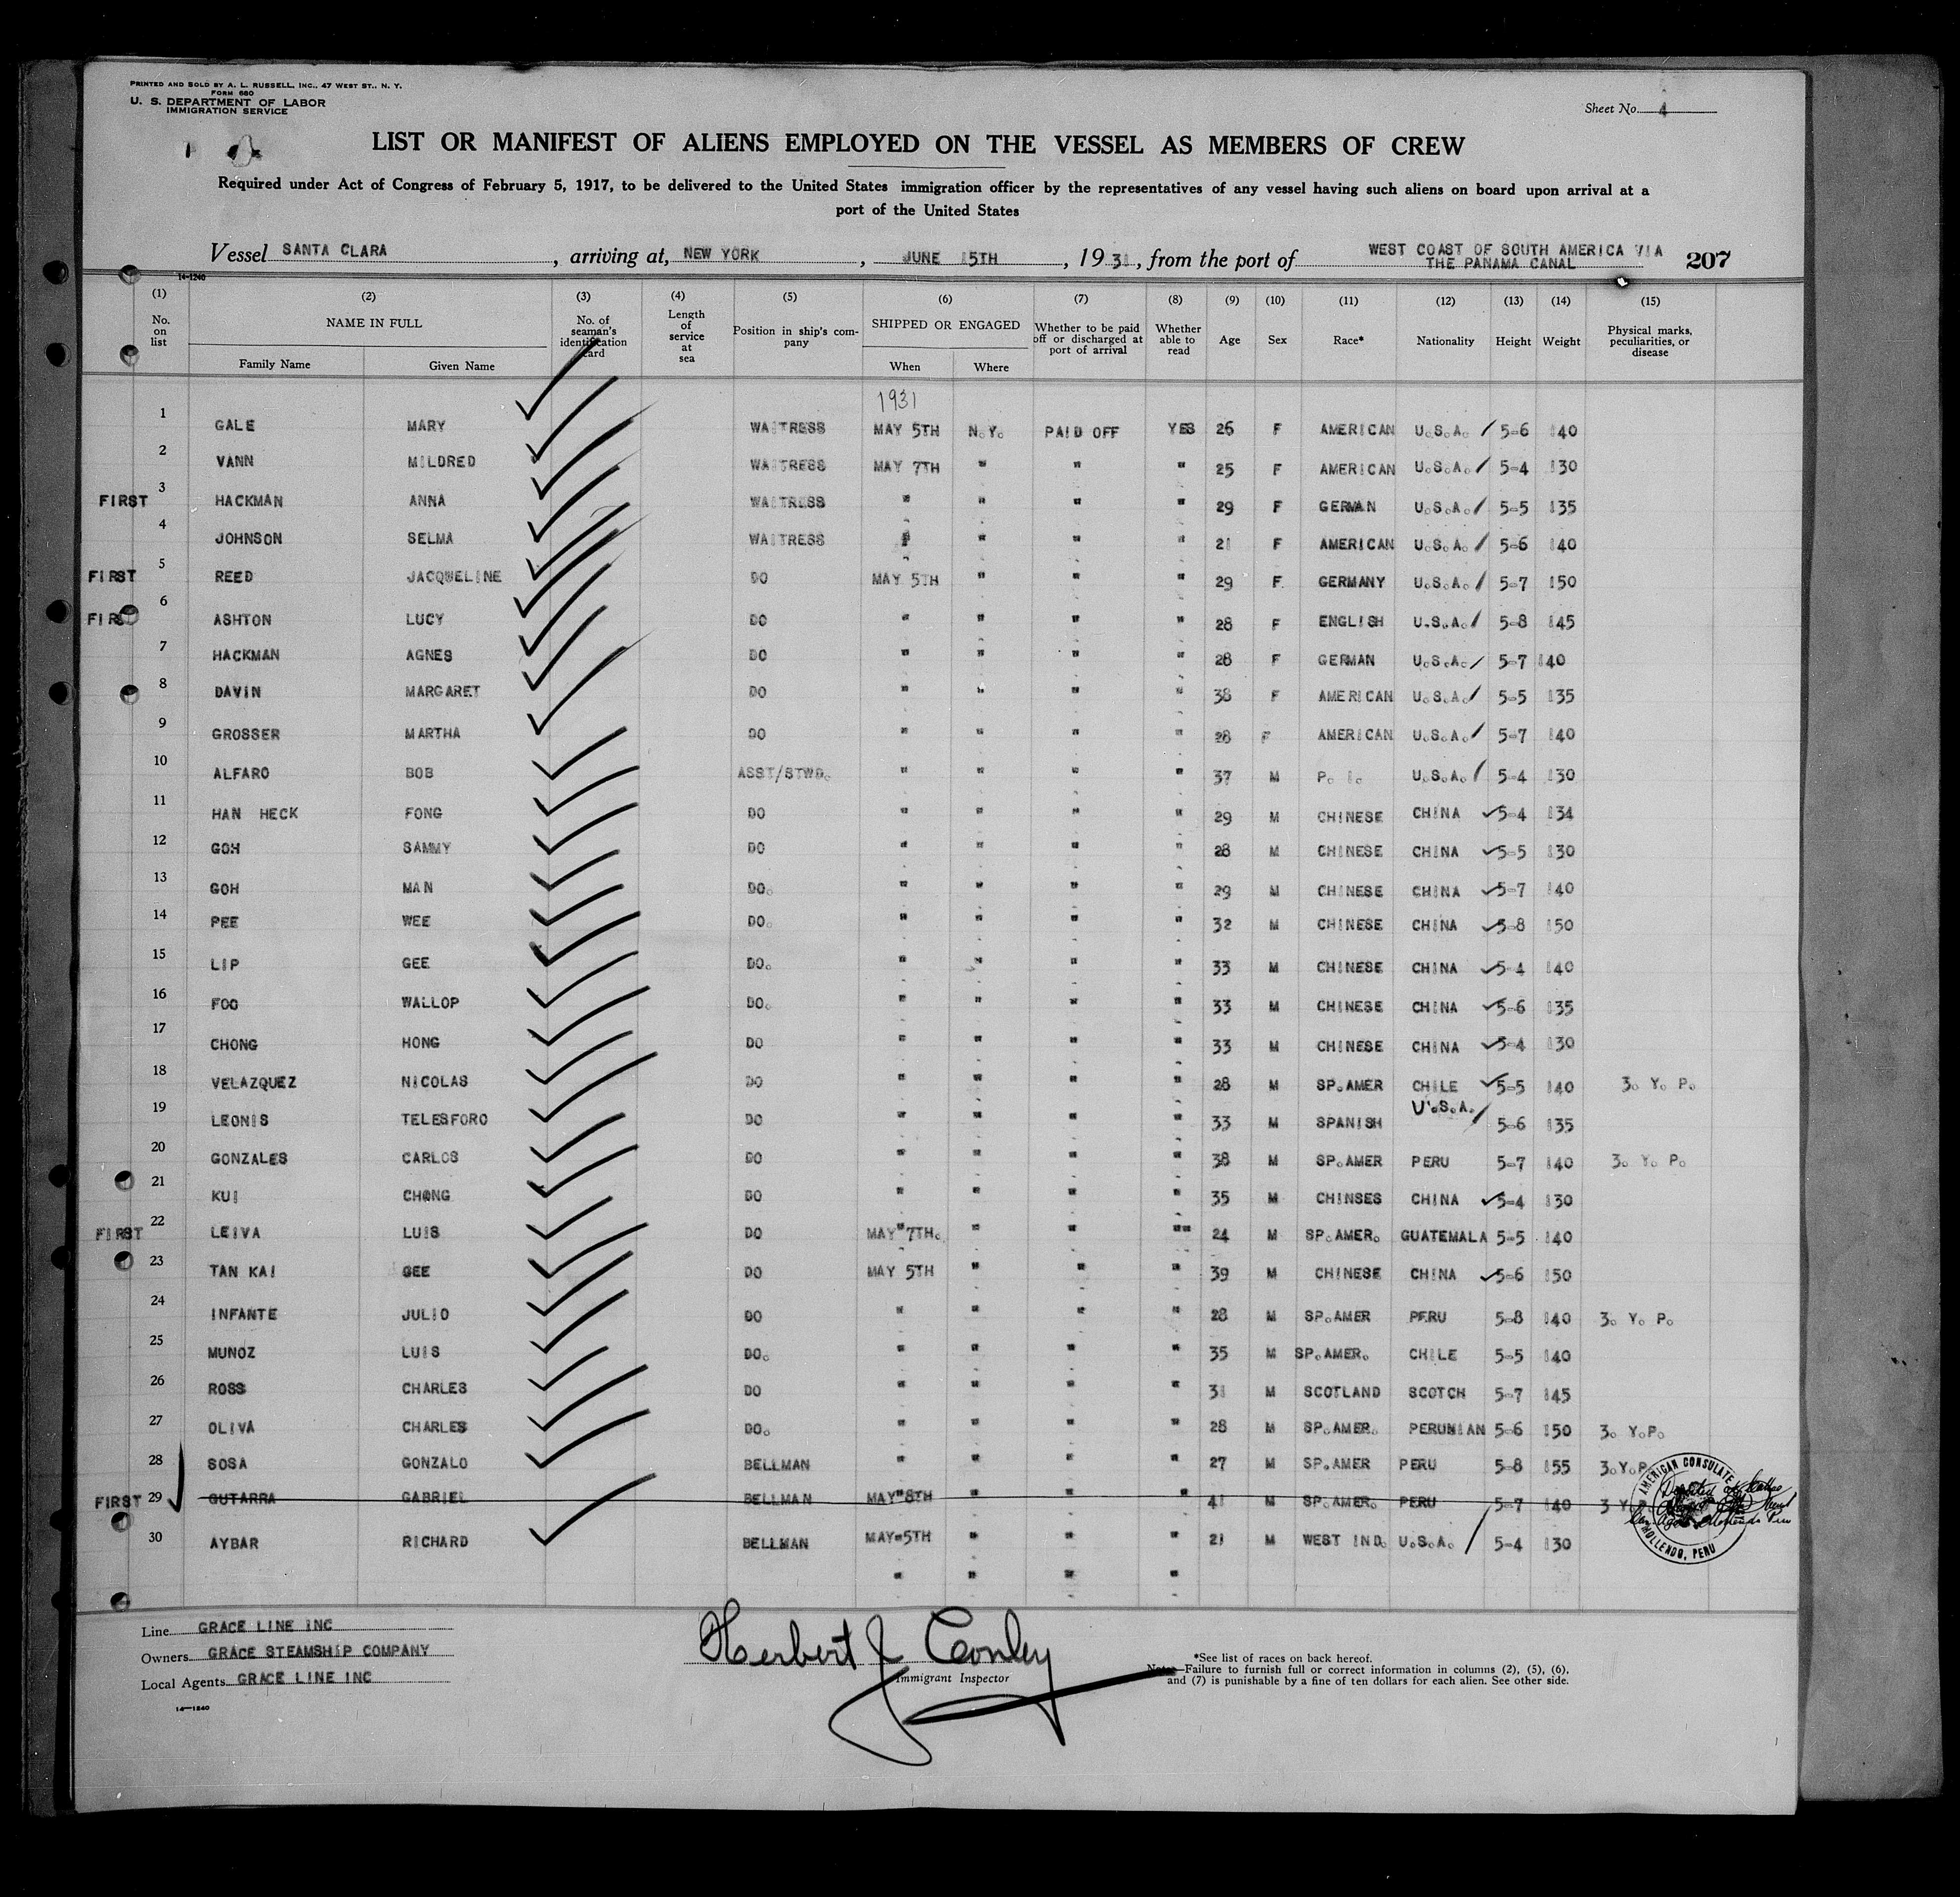 PRINTED AND SOLD BY A. L. RUSSELL, INC., 47 WEST ST., N. Y.
FORM 680
U. S. DEPARTMENT OF LABOR
IMMIGRATION SERVICE
Sheet No. 4
LIST OR MANIFEST OF ALIENS EMPLOYED ON THE VESSEL AS MEMBERS OF CREW
Required under Act of Congress of February 5, 1917, to be delivered to the United States immigration officer by the representatives of any vessel having such aliens on board upon arrival at a
port of the United States
Vessel SANTA CLARA, arriving at, NEW YORK, JUNE 15TH, 1931, from the port of WEST COAST OF SOUTH AMERICA VIA THE PANAMA CANAL 207
14-1240
(1) (2) (3) (4) (5) (6) (7) (8) (9) (10) (11) (12) (13) (14) (15)
No. on list NAME IN FULL Family Name Given Name No. of seaman's identification card Length of service at sea Position in ship's company SHIPPED OR ENGAGED When Where Whether to be paid off or discharged at port of arrival Whether able to read Age Sex Race* Nationality Height Weight Physical marks, peculiarities, or disease
1931
1 GALE MARY WAITRESS MAY 5TH N.Y. PAID OFF YES 26 F AMERICAN U.S.A. 5-6 140
2 VANN MILDRED WAITRESS MAY 7TH " " " 25 F AMERICAN U.S.A. 5-4 130
FIRST 3 HACKMAN ANNA WAITRESS " " " " 29 F GERMAN U.S.A. 5-5 135
4 JOHNSON SELMA WAITRESS " " " " 21 F AMERICAN U.S.A. 5-6 140
FIRST 5 REED JACQWELINE DO MAY 5TH " " " 29 F GERMANY U.S.A. 5-7 150
FIRST 6 ASHTON LUCY DO " " " " 28 F ENGLISH U.S.A. 5-8 145
7 HACKMAN AGNES DO " " " " 28 F GERMAN U.S.A. 5-7 140
8 DAVIN MARGARET DO " " " " 38 F AMERICAN U.S.A. 5-5 135
9 GROSSER MARTHA DO " " " " 28 F AMERICAN U.S.A. 5-7 140
10 ALFARO BOB ASST/STWD. " " " " 37 M P. I. U.S.A. 5-4 130
11 HAN HECK FONG DO " " " " 29 M CHINESE CHINA 5-4 134
12 GOH SAMMY DO " " " " 28 M CHINESE CHINA 5-5 130
13 GOH MAN DO. " " " " 29 M CHINESE CHINA 5-7 140
14 PEE WEE DO. " " " " 32 M CHINESE CHINA 5-8 150
15 LIP GEE DO. " " " " 33 M CHINESE CHINA 5-4 140
16 FOO WALLOP DO. " " " " 33 M CHINESE CHINA 5-6 135
17 CHONG HONG DO " " " " 33 M CHINESE CHINA 5-4 130
18 VELAZQUEZ NICOLAS DO " " " " 28 M SP.AMER CHILE 5-5 140 3. Y. P.
19 LEONIS TELESFORO DO " " " " 33 M SPANISH U.S.A. 5-6 135
20 GONZALES CARLOS DO " " " " 38 M SP.AMER PERU 5-7 140 3. Y. P.
21 KUI CHONG DO " " " " 35 M CHINSES CHINA 5-4 130
FIRST 22 LEIVA LUIS DO MAY 7TH. " " " 24 M SP.AMER. GUATEMALA 5-5 140
23 TAN KAI GEE DO MAY 5TH " " " 39 M CHINESE CHINA 5-6 150
24 INFANTE JULIO DO " " " " 28 M SP.AMER PERU 5-8 140 3. Y. P.
25 MUNOZ LUIS DO. " " " " 35 M SP.AMER. CHILE 5-5 140
26 ROSS CHARLES DO " " " " 31 M SCOTLAND SCOTCH 5-7 145
27 OLIVA CHARLES DO. " " " " 28 M SP.AMER. PERUNIAN 5-6 150 3. Y.P.
28 SOSA GONZALO BELLMAN " " " " 27 M SP.AMER PERU 5-8 155 3.Y.P.
FIRST 29 GUTARRA GABRIEL BELLMAN MAY 8TH " " " 41 M SP.AMER. PERU 5-7 140 3 Y.P.
30 AYBAR RICHARD BELLMAN MAY 5TH " " " 21 M WEST IND. U.S.A. 5-4 130
" " " "
AMERICAN CONSULATE
MOLLENDO, PERU
Line GRACE LINE INC
Owners GRACE STEAMSHIP COMPANY
Local Agents GRACE LINE INC
14-1240
Herbert J Conley
Immigrant Inspector
*See list of races on back hereof.
Note.—Failure to furnish full or correct information in columns (2), (5), (6),
and (7) is punishable by a fine of ten dollars for each alien. See other side.